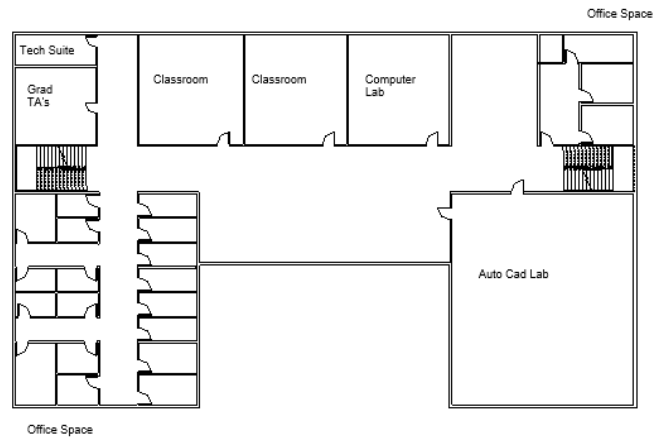 Office Space
Tech Suite
Classroom
Classroom
Computer
Lab
Grad
TA's
Auto Cad Lab
Office Space